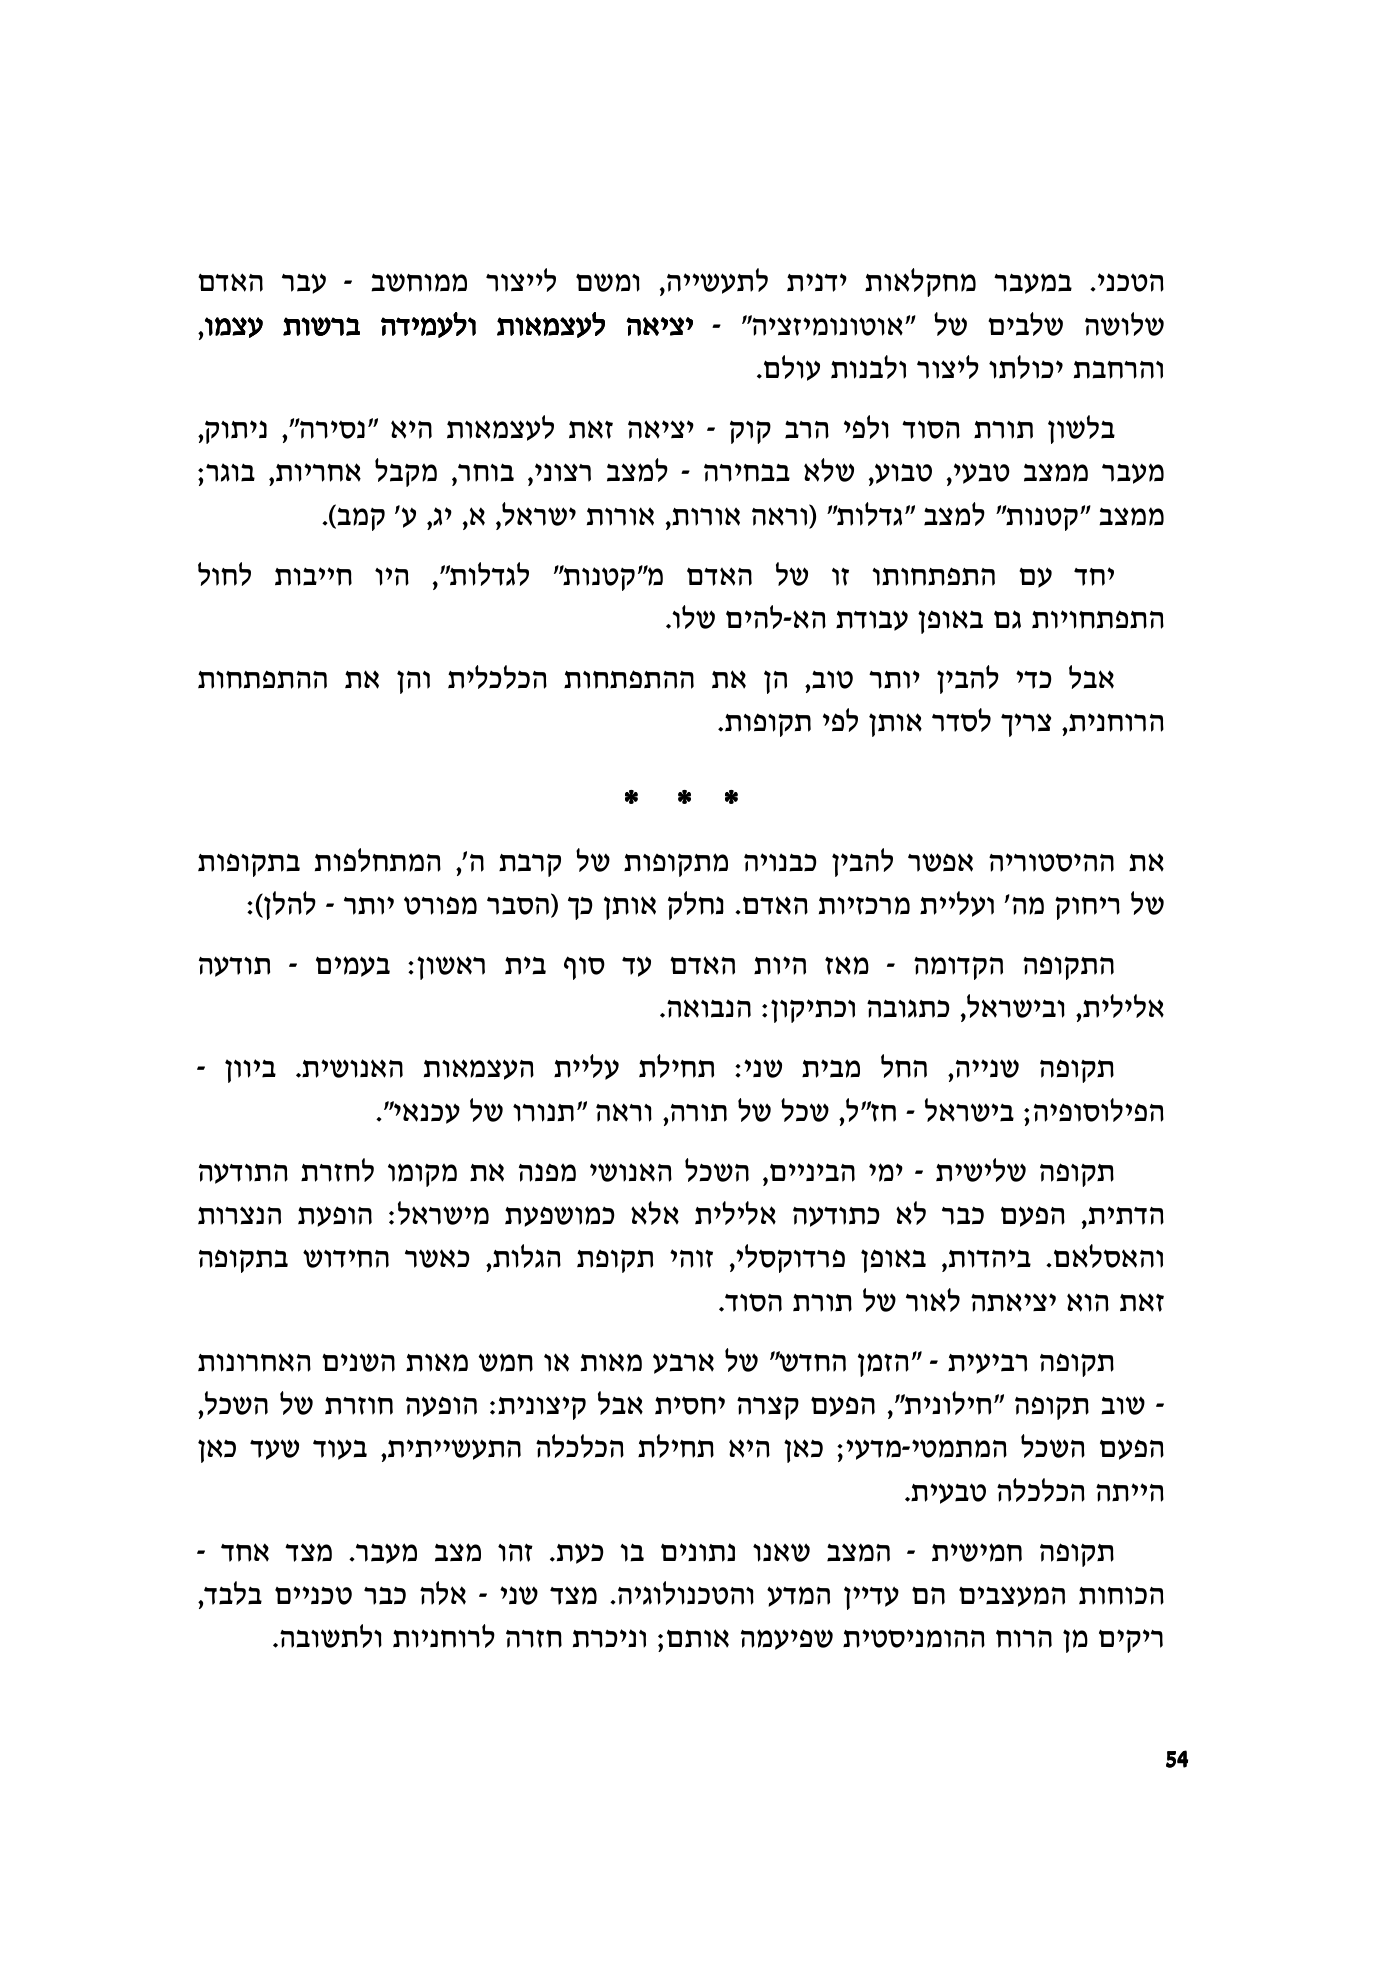 הטכני. במעבר מחקלאות ידנית לתעשייה, ומשם לייצור ממוחשב - עבר האדם
שלושה שלבים של "אוטונומיזציה" - יציאה לעצמאות ולעמידה ברשות עצמו,
והרחבת יכולתו ליצור ולבנות עולם.
בלשון תורת הסוד ולפי הרב קוק - יציאה זאת לעצמאות היא "נסירה", ניתוק,
מעבר ממצב טבעי, טבוע, שלא בבחירה - למצב רצוני, בוחר, מקבל אחריות, בוגר;
ממצב "קטנות" למצב "גדלות" (וראה אורות, אורות ישראל, א, יג, ע' קמב).
יחד עם התפתחותו זו של האדם מ"קטנות" לגדלות", היו חייבות לחול
התפתחויות גם באופן עבודת הא-להים שלו.
אבל כדי להבין יותר טוב, הן את ההתפתחות הכלכלית והן את ההתפתחות
הרוחנית, צריך לסדר אותן לפי תקופות.
* * *
את ההיסטוריה אפשר להבין כבנויה מתקופות של קרבת ה', המתחלפות בתקופות
של ריחוק מה' ועליית מרכזיות האדם. נחלק אותן כך (הסבר מפורט יותר - להלן):
התקופה הקדומה - מאז היות האדם עד סוף בית ראשון: בעמים - תודעה
אלילית, ובישראל, כתגובה וכתיקון: הנבואה.
תקופה שנייה, החל מבית שני: תחילת עליית העצמאות האנושית. ביוון -
הפילוסופיה; בישראל - חז"ל, שכל של תורה, וראה "תנורו של עכנאי".
תקופה שלישית - ימי הביניים, השכל האנושי מפנה את מקומו לחזרת התודעה
הדתית, הפעם כבר לא כתודעה אלילית אלא כמושפעת מישראל: הופעת הנצרות
והאסלאם. ביהדות, באופן פרדוקסלי, זוהי תקופת הגלות, כאשר החידוש בתקופה
זאת הוא יציאתה לאור של תורת הסוד.
תקופה רביעית - "הזמן החדש" של ארבע מאות או חמש מאות השנים האחרונות
- שוב תקופה "חילונית", הפעם קצרה יחסית אבל קיצונית: הופעה חוזרת של השכל,
הפעם השכל המתמטי-מדעי; כאן היא תחילת הכלכלה התעשייתית, בעוד שעד כאן
הייתה הכלכלה טבעית.
תקופה חמישית - המצב שאנו נתונים בו כעת. זהו מצב מעבר. מצד אחד -
הכוחות המעצבים הם עדיין המדע והטכנולוגיה. מצד שני - אלה כבר טכניים בלבד,
ריקים מן הרוח ההומניסטית שפיעמה אותם; וניכרת חזרה לרוחניות ולתשובה.
54